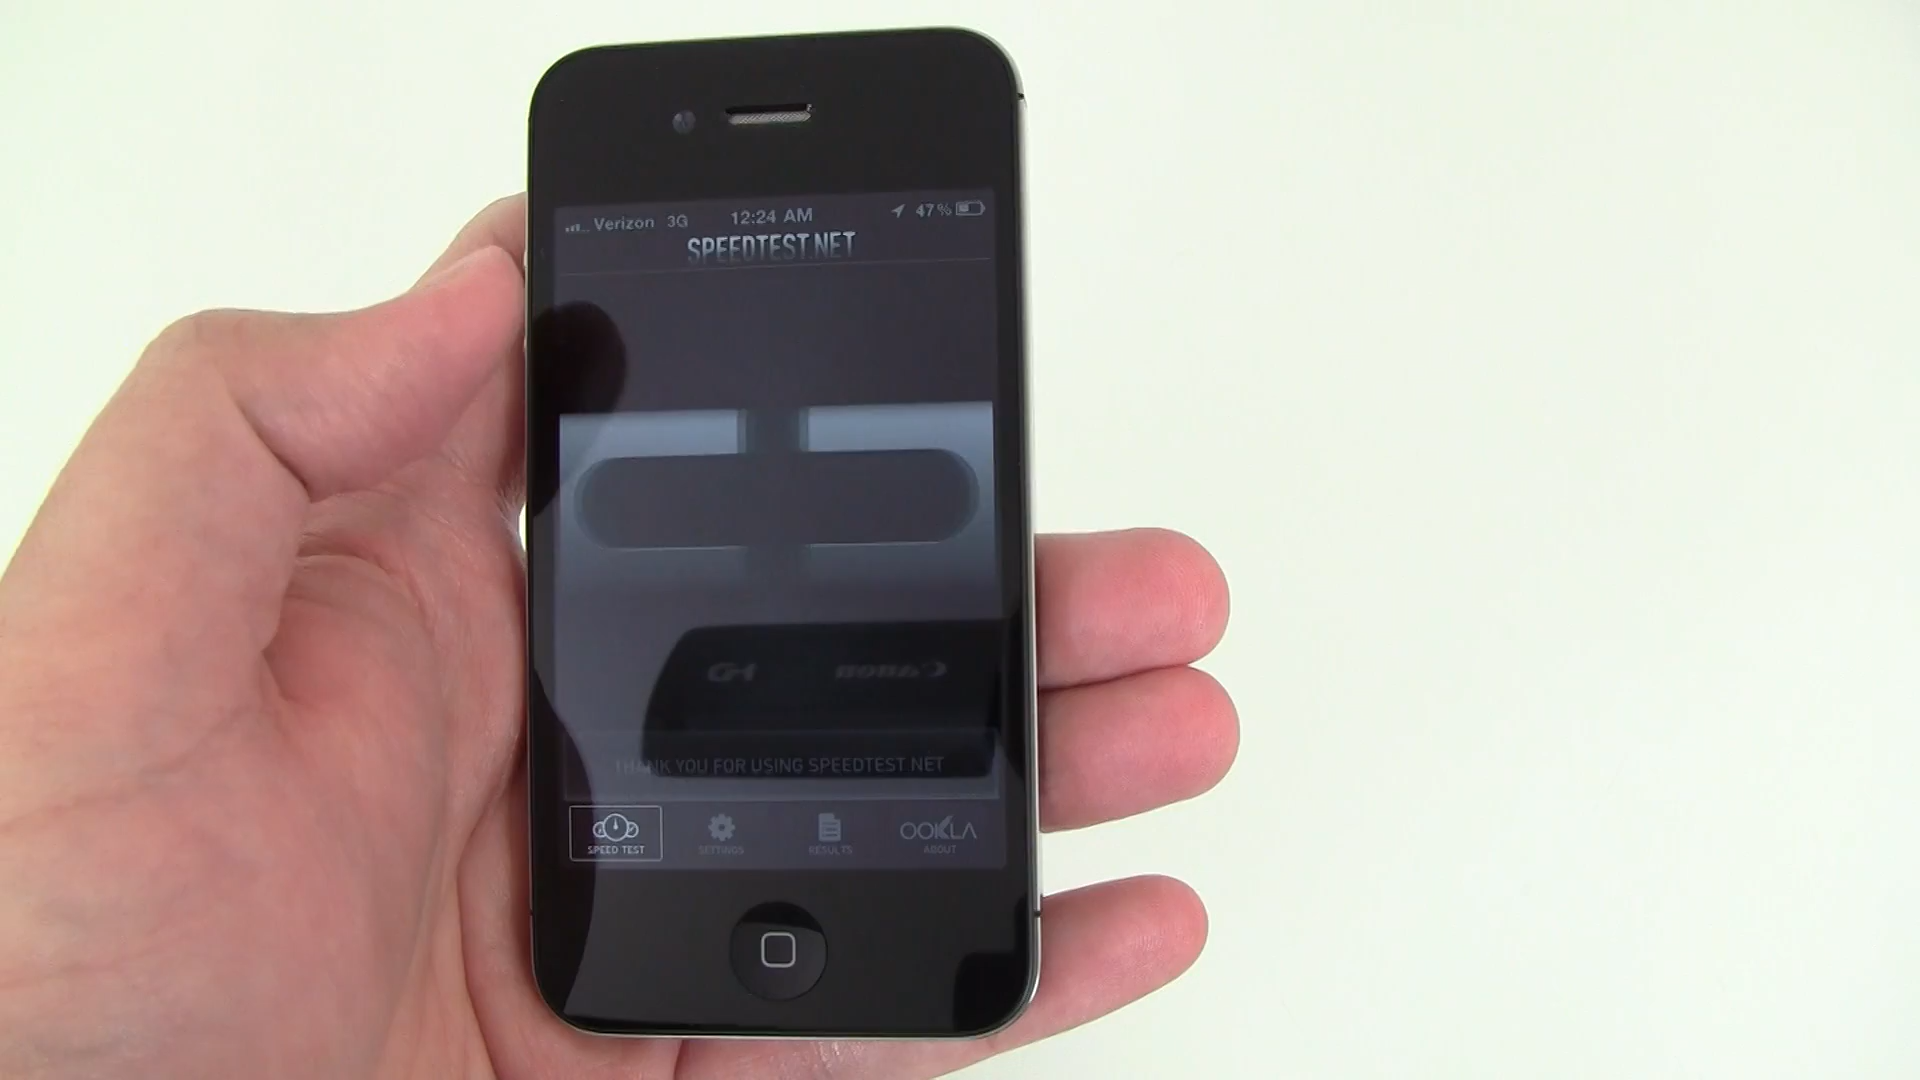 Verizon 3G 12:24 AM 47%
SPEEDTEST.NET
HD Canon
THANK YOU FOR USING SPEEDTEST.NET
SPEED TEST SETTINGS RESULTS OOKLA ABOUT